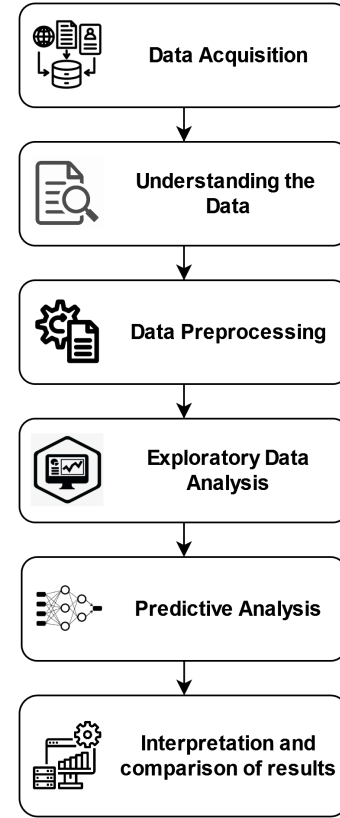 Data Acquisition
Understanding the
Data
Data Preprocessing
Exploratory Data
Analysis
Predictive Analysis
Interpretation and
comparison of results